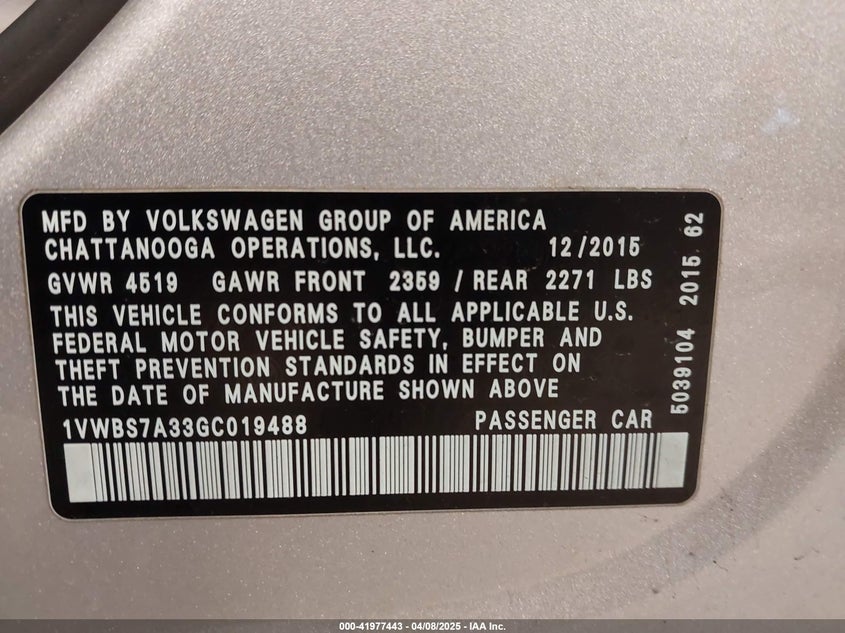 MFD BY VOLKSWAGEN GROUP OF AMERICA
CHATTANOOGA OPERATIONS, LLC. 12/2015
GVWR 4519 GAWR FRONT 2359 / REAR 2271 LBS
THIS VEHICLE CONFORMS TO ALL APPLICABLE U.S.
FEDERAL MOTOR VEHICLE SAFETY, BUMPER AND
THEFT PREVENTION STANDARDS IN EFFECT ON
THE DATE OF MANUFACTURE SHOWN ABOVE
1VWBS7A33GC019488 PASSENGER CAR
5039104 2015 62
000-41977443 | 04/08/2025 - IAA Inc.